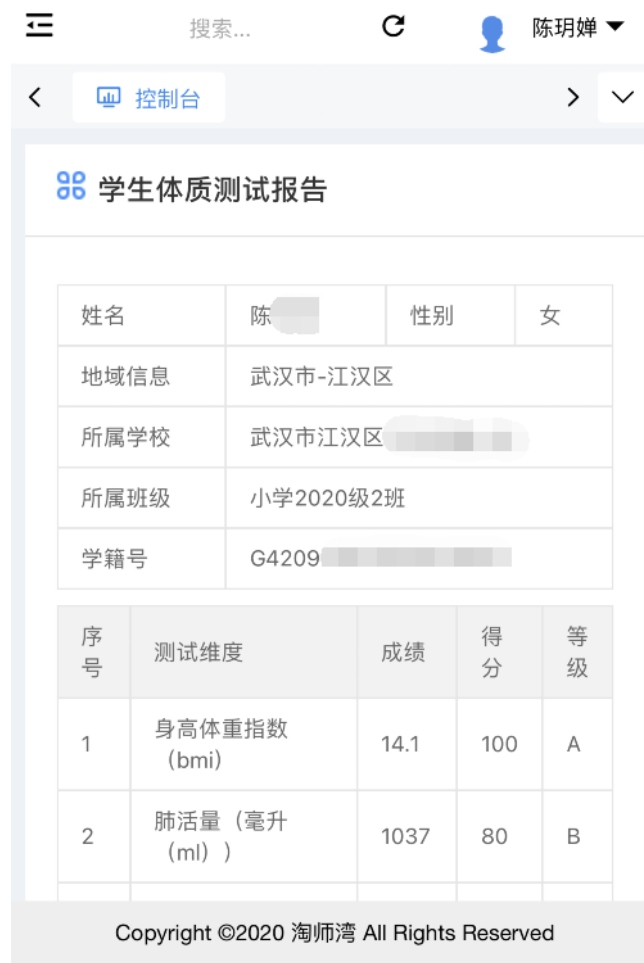 搜索...
陈玥婵
控制台
学生体质测试报告
姓名 陈 性别 女
地域信息 武汉市-江汉区
所属学校 武汉市江汉区
所属班级 小学2020级2班
学籍号 G4209
序号 测试维度 成绩 得分 等级
1 身高体重指数（bmi） 14.1 100 A
2 肺活量（毫升（ml）） 1037 80 B
Copyright ©2020 淘师湾 All Rights Reserved